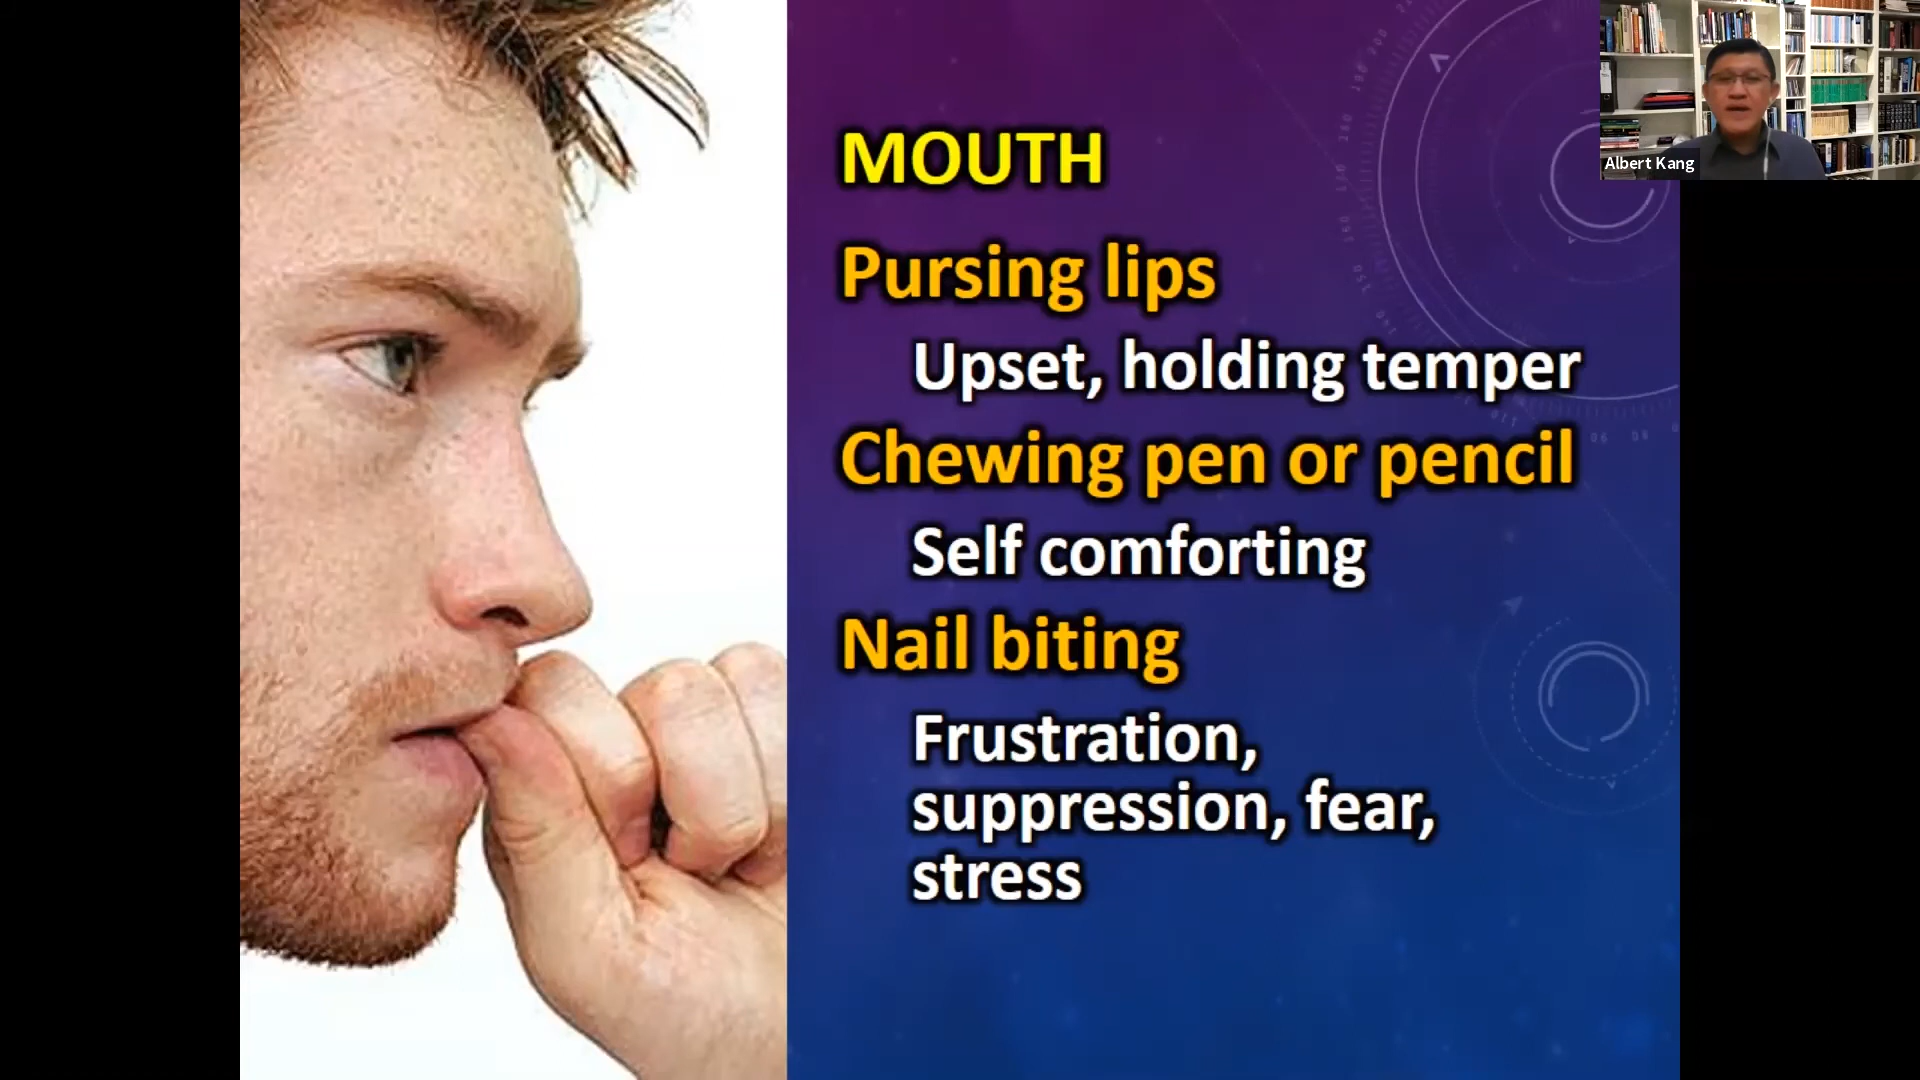 MOUTH
Pursing lips
Upset, holding temper
Chewing pen or pencil
Self comforting
Nail biting
Frustration,
suppression, fear,
stress
Albert Kang